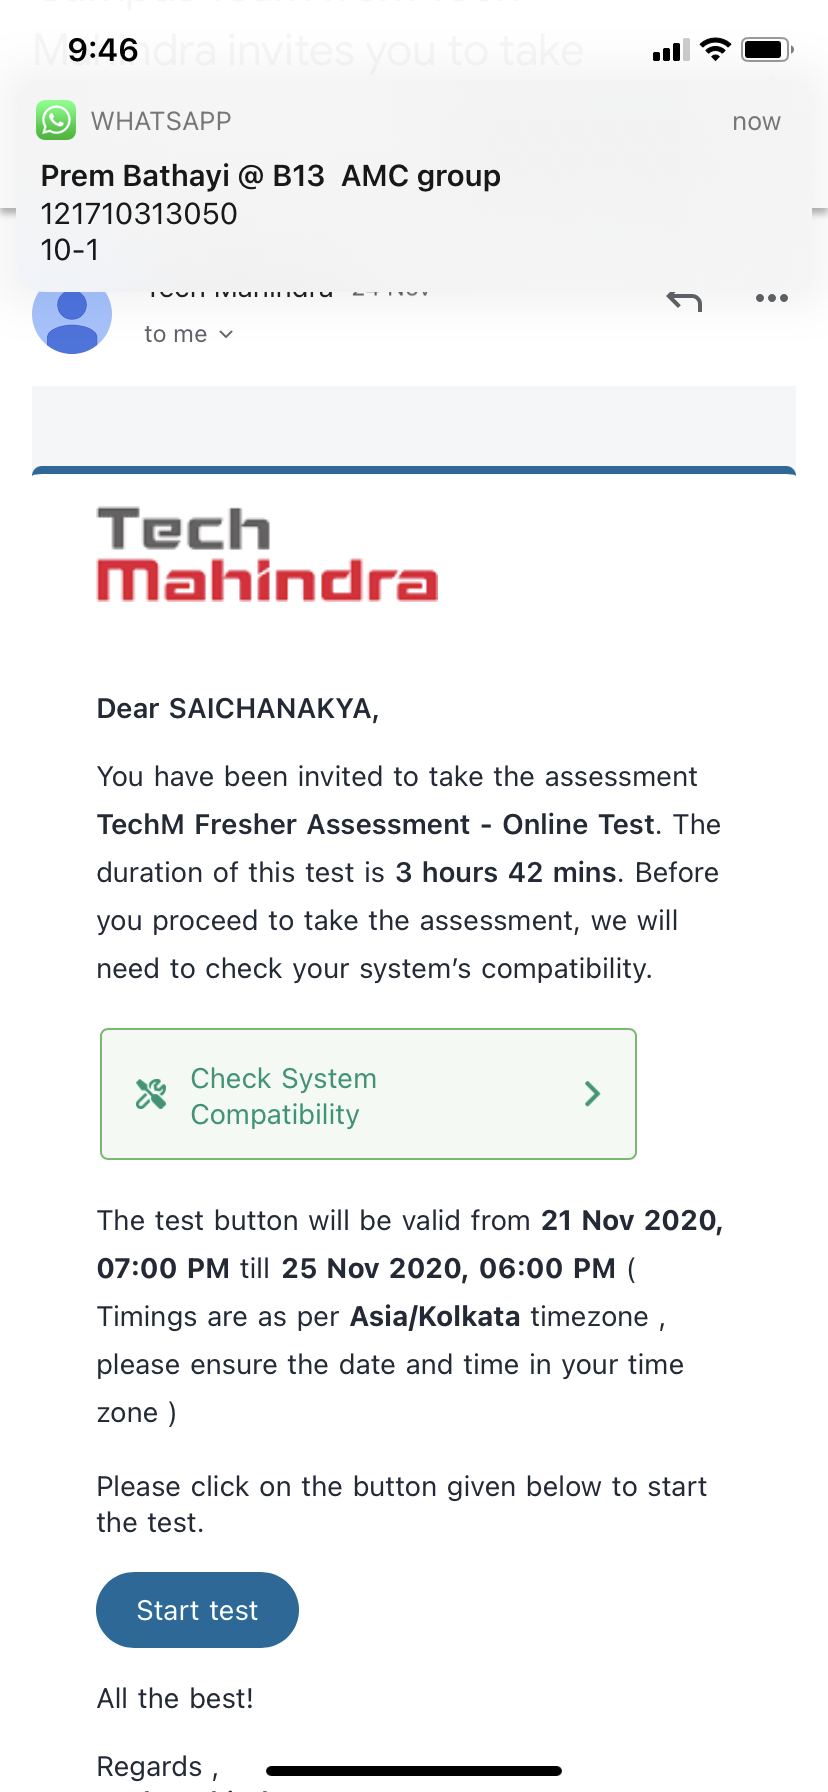 Mahindra invites you to take
9:46
WHATSAPP
now
Prem Bathayi @ B13 AMC group
121710313050
10-1
Tech Mahindra 24 Nov
to me
Tech
Mahindra
Dear SAICHANAKYA,
You have been invited to take the assessment
TechM Fresher Assessment - Online Test. The
duration of this test is 3 hours 42 mins. Before
you proceed to take the assessment, we will
need to check your system’s compatibility.
Check System
Compatibility
The test button will be valid from 21 Nov 2020,
07:00 PM till 25 Nov 2020, 06:00 PM (
Timings are as per Asia/Kolkata timezone ,
please ensure the date and time in your time
zone )
Please click on the button given below to start
the test.
Start test
All the best!
Regards ,